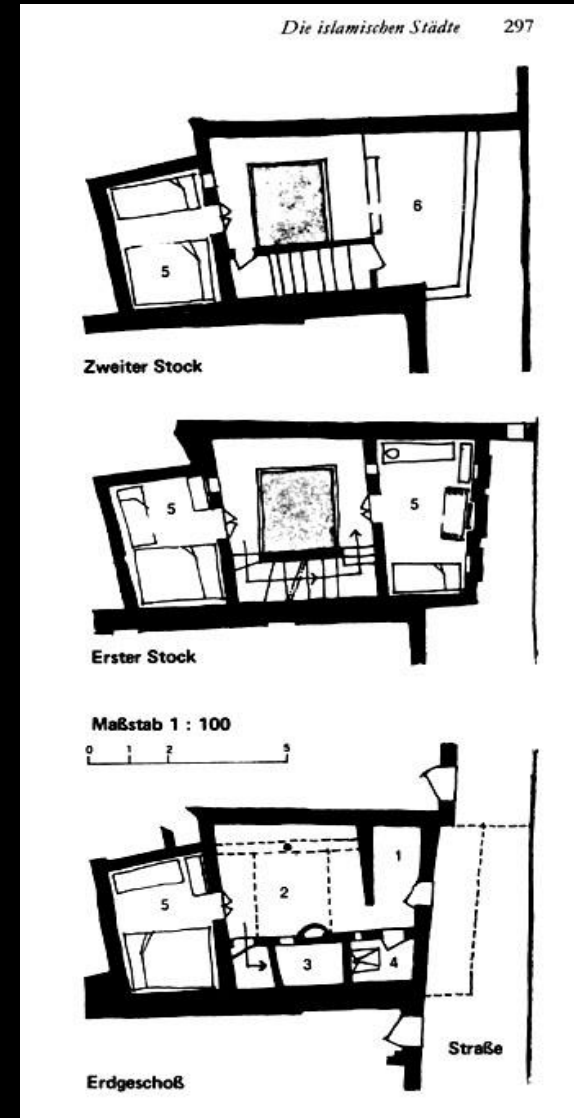 Die islamischen Städte 297
6
5
Zweiter Stock
5 5
Erster Stock
Maßstab 1 : 100
0 1 2 5
1
2
5
3 4
Straße
Erdgeschoß